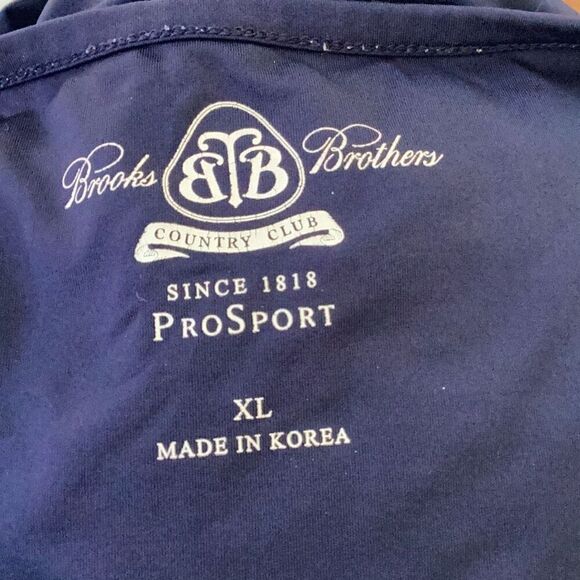 Brooks BB Brothers
COUNTRY CLUB
SINCE 1818
PROSPORT
XL
MADE IN KOREA